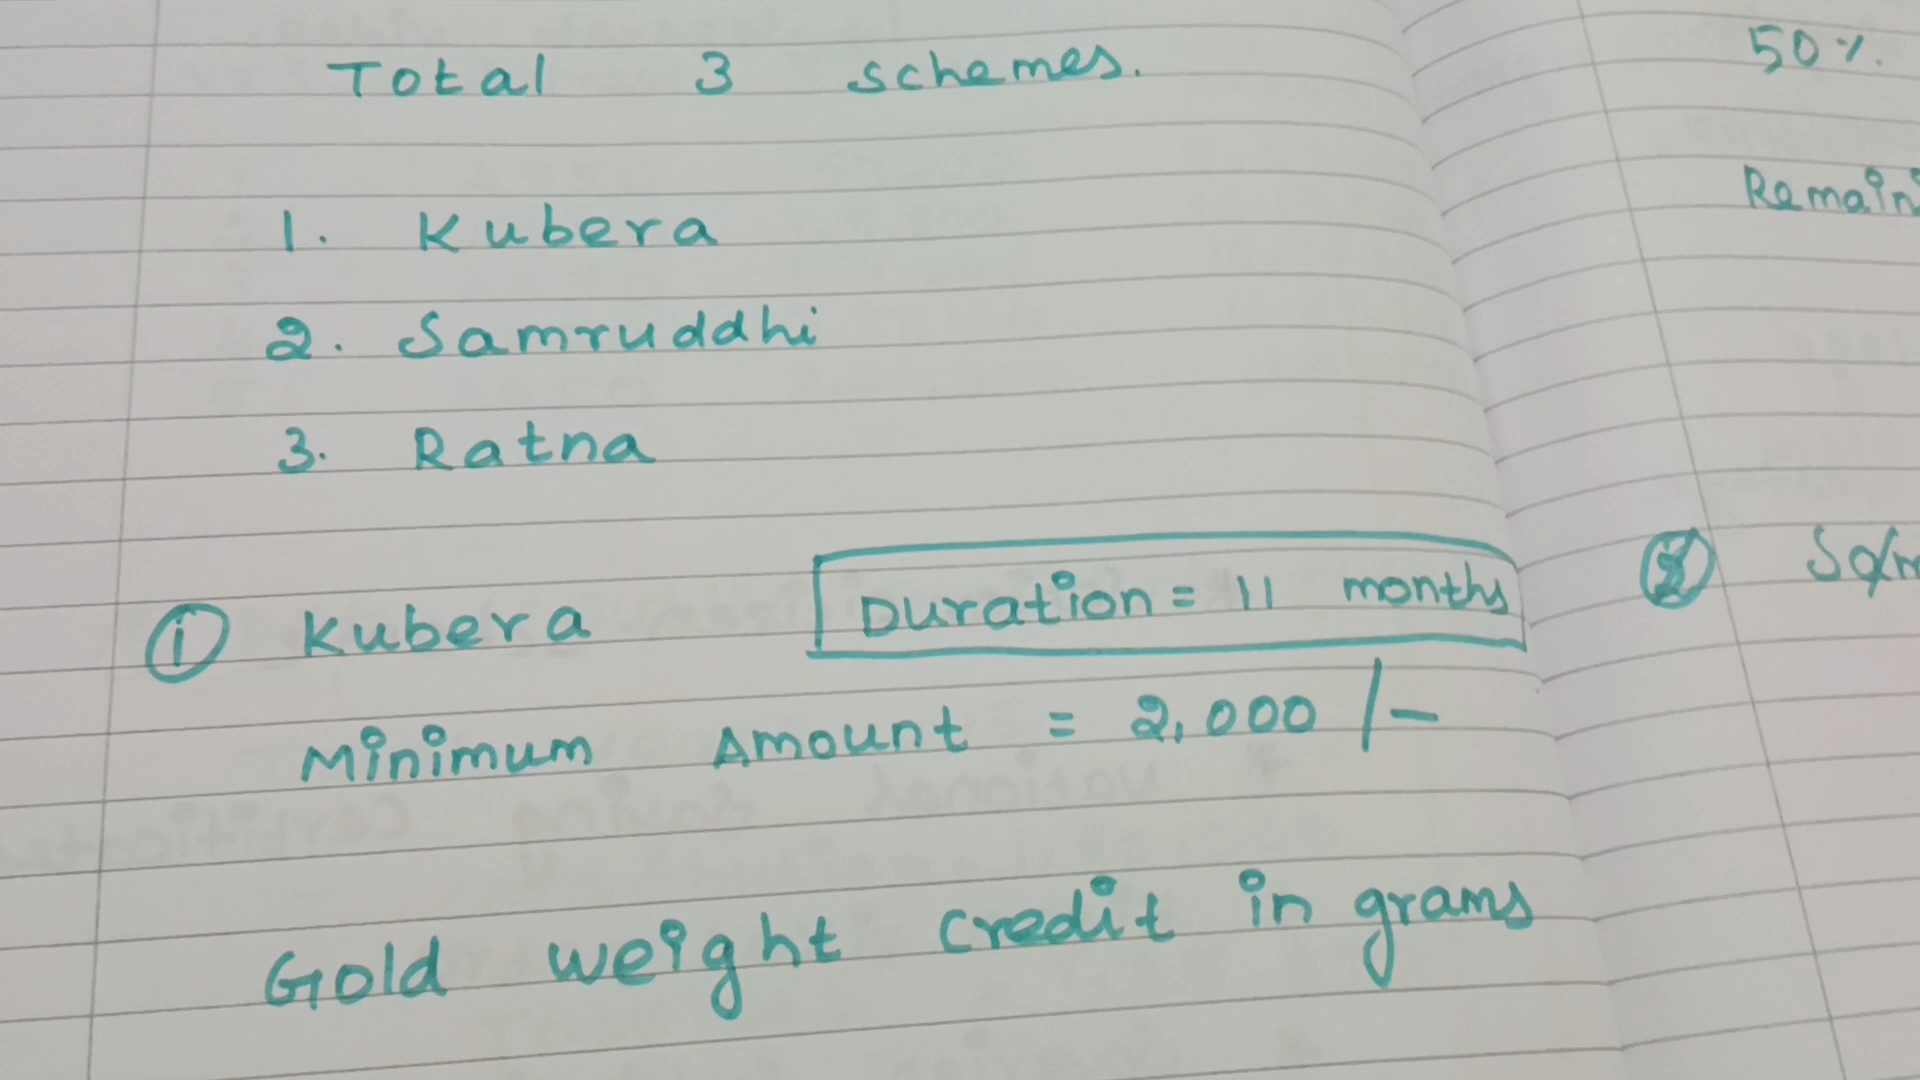 Total 3 schemes.
1. Kubera
2. Samruddhi
3. Ratna
① Kubera
Duration = 11 months
Minimum Amount = 2,000/-
Gold weight credit in grams
50%.